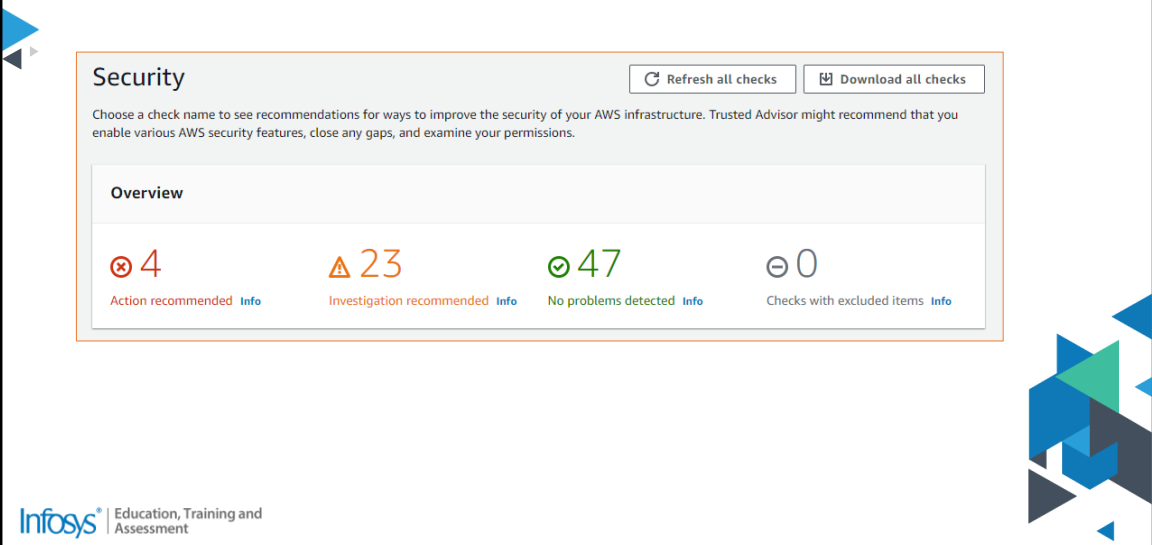 Security
Refresh all checks
Download all checks
Choose a check name to see recommendations for ways to improve the security of your AWS infrastructure. Trusted Advisor might recommend that you
enable various AWS security features, close any gaps, and examine your permissions.
Overview
4
Action recommended Info
23
Investigation recommended Info
47
No problems detected Info
0
Checks with excluded items Info
Infosys®
Education, Training and
Assessment